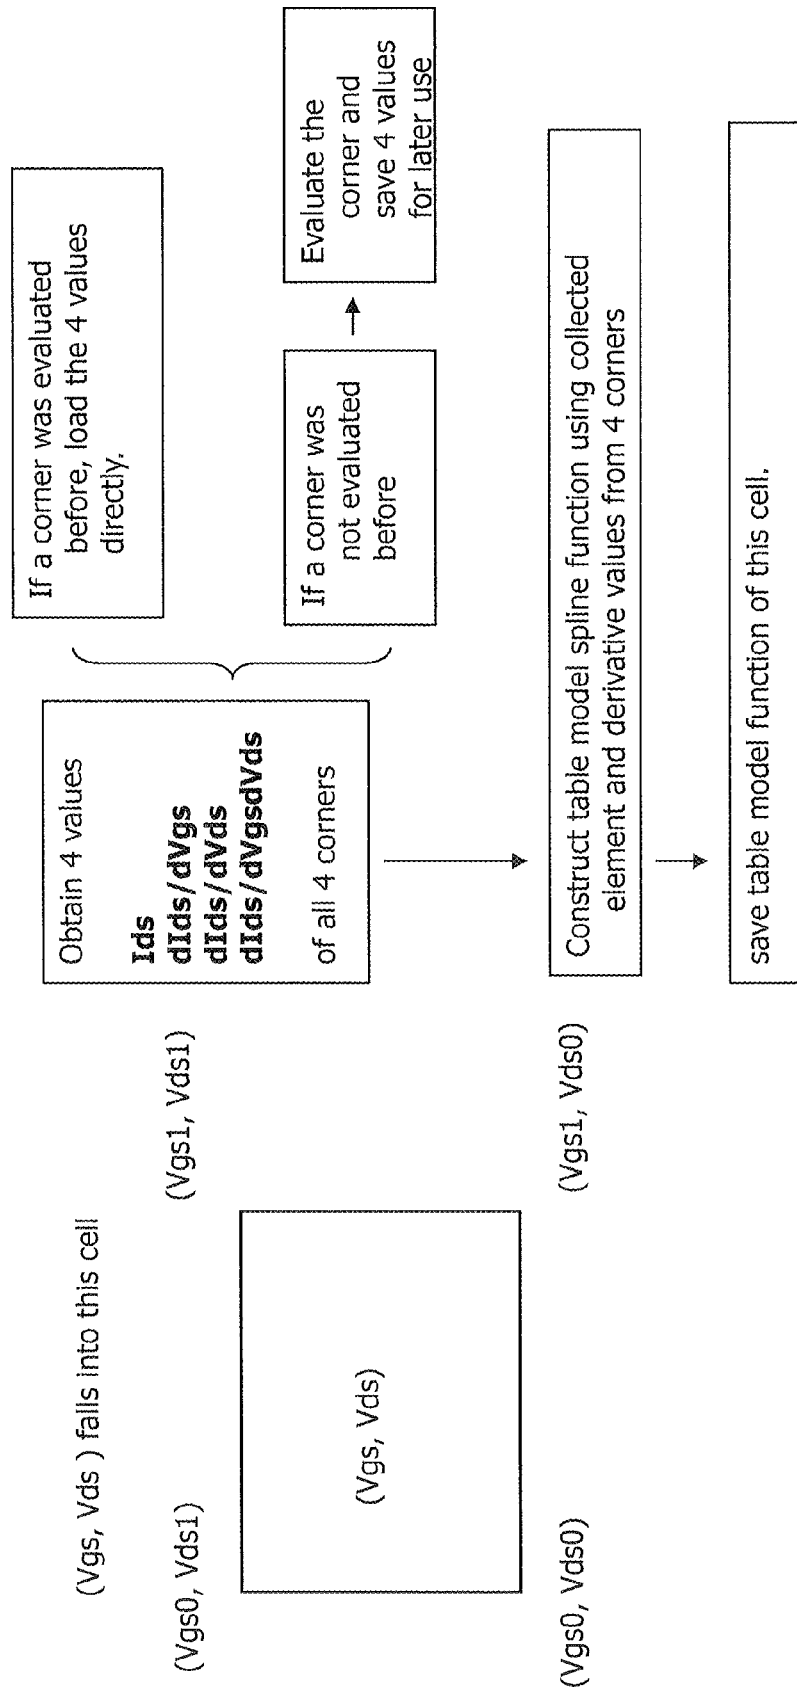 (Vgs, Vds ) falls into this cell
(Vgs0, Vds1)
(Vgs1, Vds1)
(Vgs, Vds)
(Vgs0, Vds0)
(Vgs1, Vds0)
Obtain 4 values
Ids
dIds/dVgs
dIds/dVds
dIds/dVgsdVds
of all 4 corners
If a corner was evaluated
before, load the 4 values
directly.
If a corner was
not evaluated
before
Evaluate the
corner and
save 4 values
for later use
Construct table model spline function using collected
element and derivative values from 4 corners
save table model function of this cell.